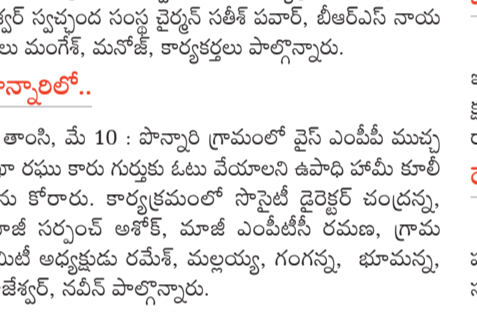 శ్వర్ స్వచ్ఛంద సంస్థ చైర్మన్ సతీశ్ పవార్, బీఆర్ఎస్ నాయ
లు మంగేశ్, మనోజ్, కార్యకర్తలు పాల్గొన్నారు.
ొన్నారిలో..
తాంసి, మే 10 : పొన్నారి గ్రామంలో వైస్ ఎంపీపీ ముచ్చ
ఖా రఘు కారు గుర్తుకు ఓటు వేయాలని ఉపాధి హామీ కూలీ
ను కోరారు. కార్యక్రమంలో సొసైటీ డైరెక్టర్ చంద్రన్న,
ాజీ సర్పంచ్ అశోక్, మాజీ ఎంపీటీసీ రమణ, గ్రామ
మిటీ అధ్యక్షుడు రమేశ్, మల్లయ్య, గంగన్న, భూమన్న,
జేశ్వర్, నవీన్ పాల్గొన్నారు.